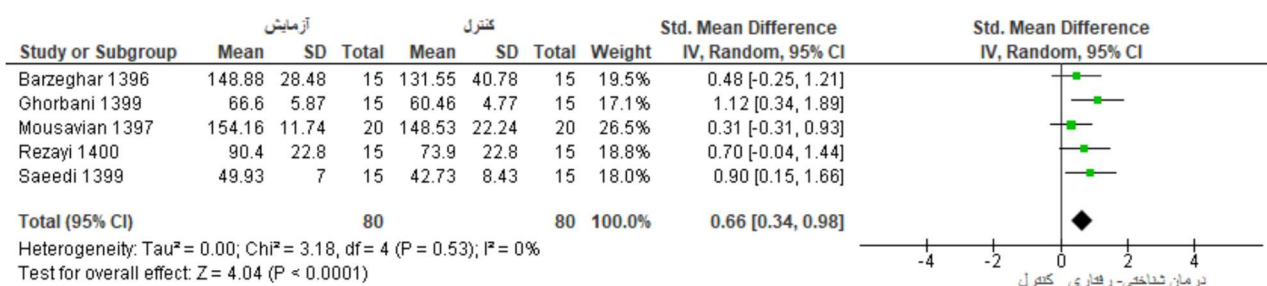 آزمایش کنترل Std. Mean Difference Std. Mean Difference
Study or Subgroup Mean SD Total Mean SD Total Weight IV, Random, 95% CI IV, Random, 95% CI
Barzeghar 1396 148.88 28.48 15 131.55 40.78 15 19.5% 0.48 [-0.25, 1.21]
Ghorbani 1399 66.6 5.87 15 60.46 4.77 15 17.1% 1.12 [0.34, 1.89]
Mousavian 1397 154.16 11.74 20 148.53 22.24 20 26.5% 0.31 [-0.31, 0.93]
Rezayi 1400 90.4 22.8 15 73.9 22.8 15 18.8% 0.70 [-0.04, 1.44]
Saeedi 1399 49.93 7 15 42.73 8.43 15 18.0% 0.90 [0.15, 1.66]
Total (95% CI) 80 80 100.0% 0.66 [0.34, 0.98]
Heterogeneity: Tau² = 0.00; Chi² = 3.18, df = 4 (P = 0.53); I² = 0%
Test for overall effect: Z = 4.04 (P < 0.0001)
-4 -2 0 2 4
درمان شناختی- رفتاری کنترل